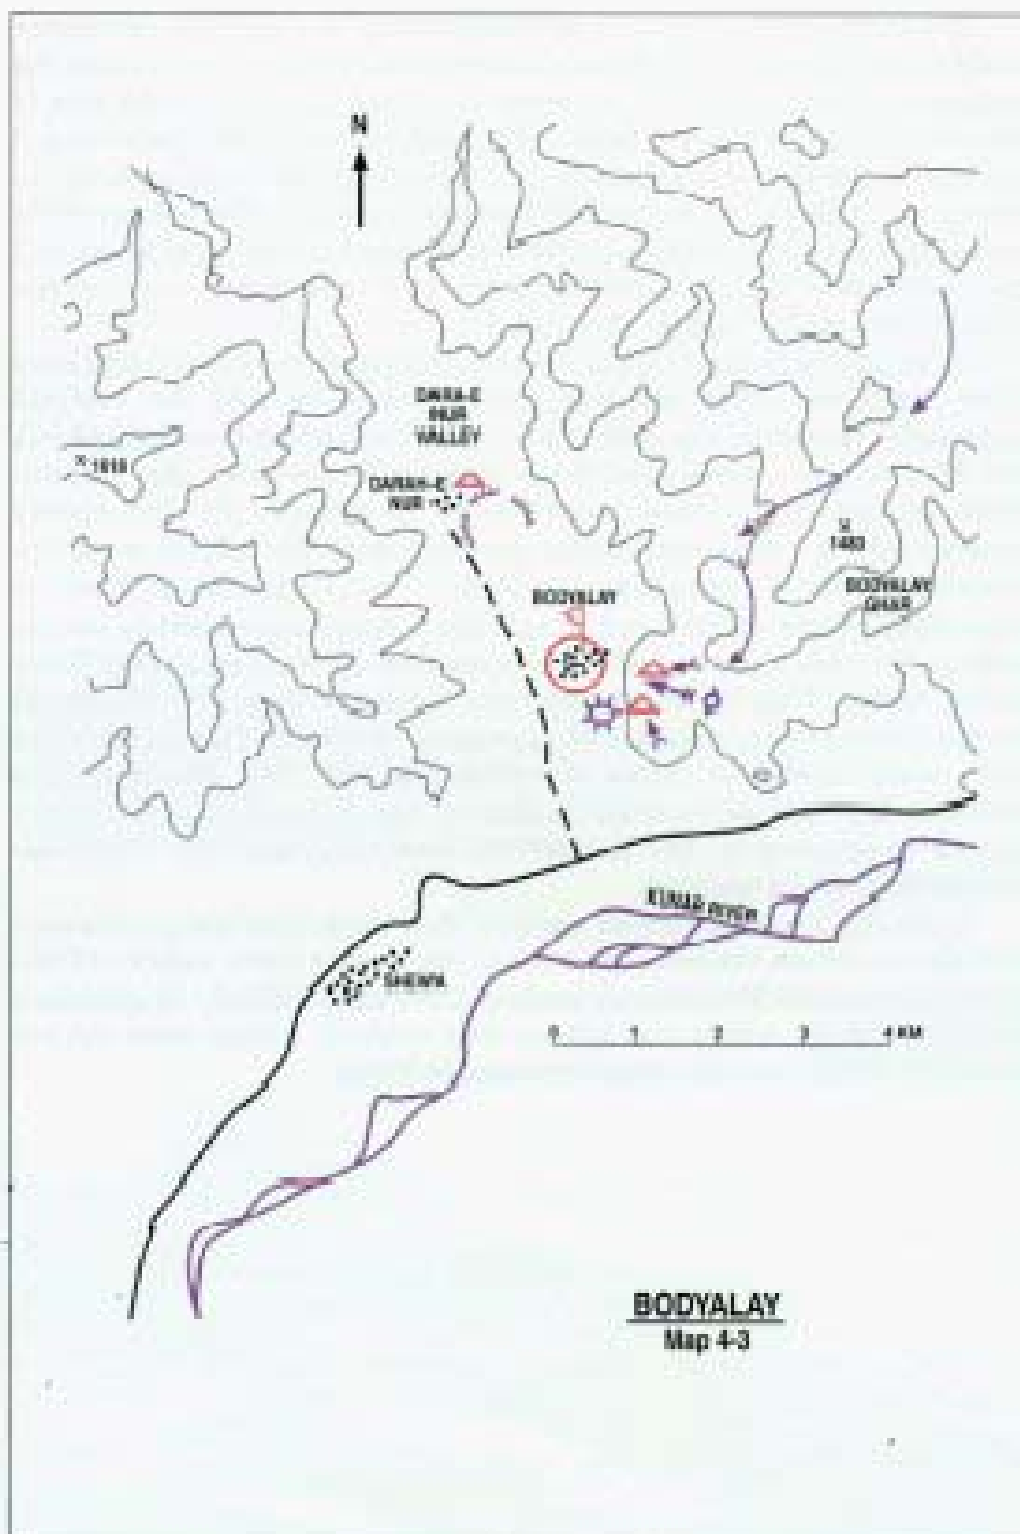 N
DARA-E
NUR
VALLEY
DARAH-E
NUR
1483
BODYALAY
GHAR
BODYALAY
KUNAR RIVER
SHEWA
0 1 2 3 4 KM
BODYALAY
Map 4-3